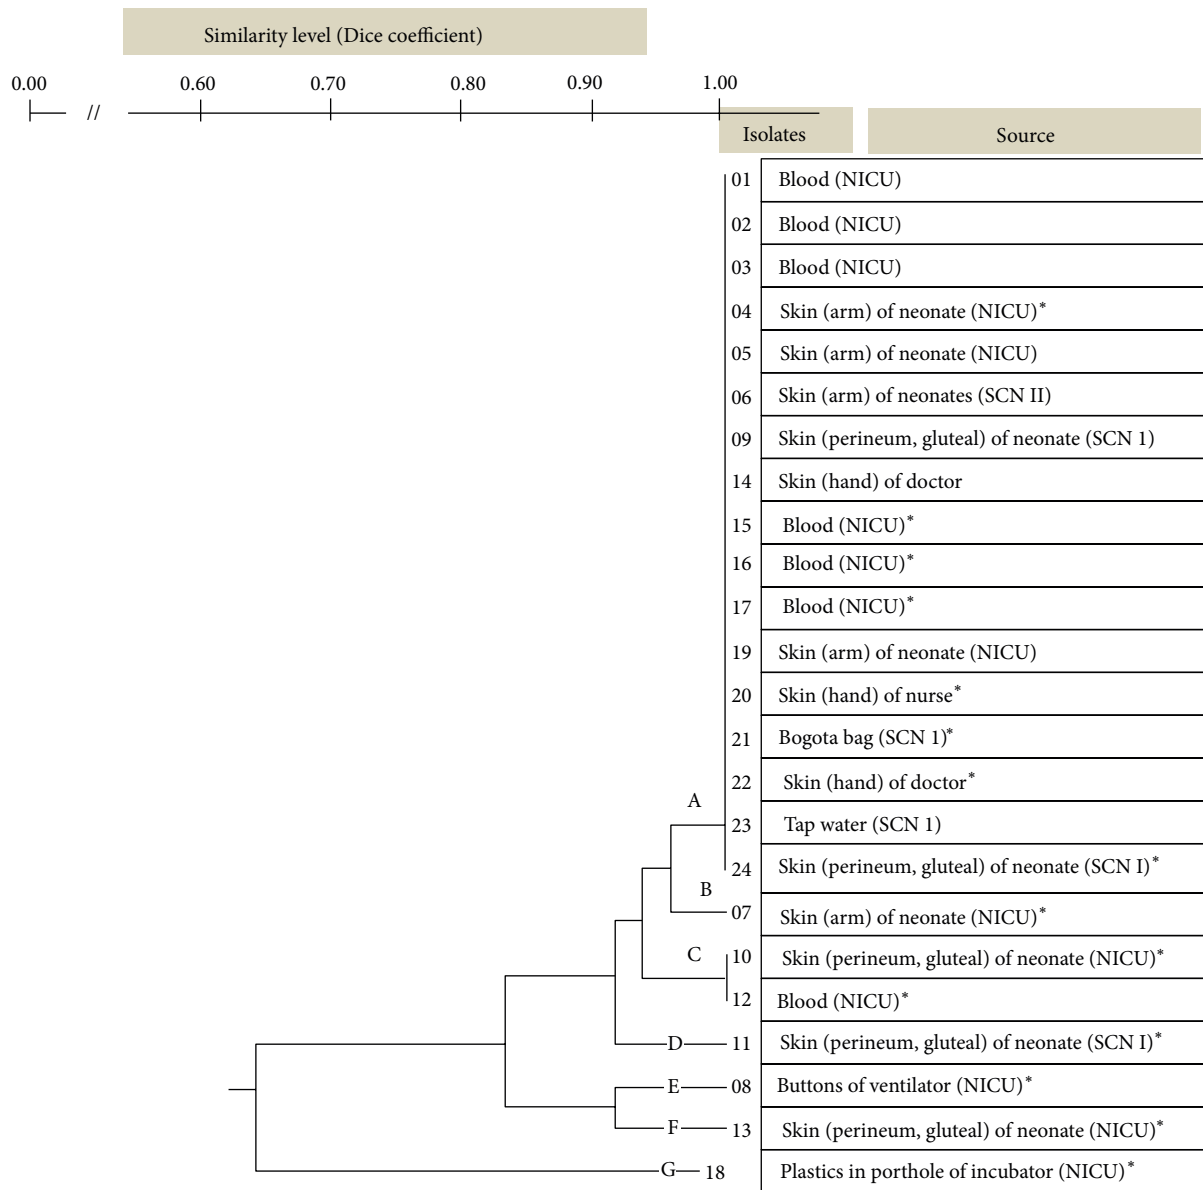 Similarity level (Dice coefficient)
0.00 // 0.60 0.70 0.80 0.90 1.00
Isolates Source
01 Blood (NICU)
02 Blood (NICU)
03 Blood (NICU)
04 Skin (arm) of neonate (NICU)*
05 Skin (arm) of neonate (NICU)
06 Skin (arm) of neonates (SCN II)
09 Skin (perineum, gluteal) of neonate (SCN 1)
14 Skin (hand) of doctor
15 Blood (NICU)*
16 Blood (NICU)*
17 Blood (NICU)*
19 Skin (arm) of neonate (NICU)
20 Skin (hand) of nurse*
21 Bogota bag (SCN 1)*
22 Skin (hand) of doctor*
A
23 Tap water (SCN 1)
24 Skin (perineum, gluteal) of neonate (SCN I)*
B
07 Skin (arm) of neonate (NICU)*
C 10 Skin (perineum, gluteal) of neonate (NICU)*
12 Blood (NICU)*
D 11 Skin (perineum, gluteal) of neonate (SCN I)*
E 08 Buttons of ventilator (NICU)*
F 13 Skin (perineum, gluteal) of neonate (NICU)*
G 18 Plastics in porthole of incubator (NICU)*